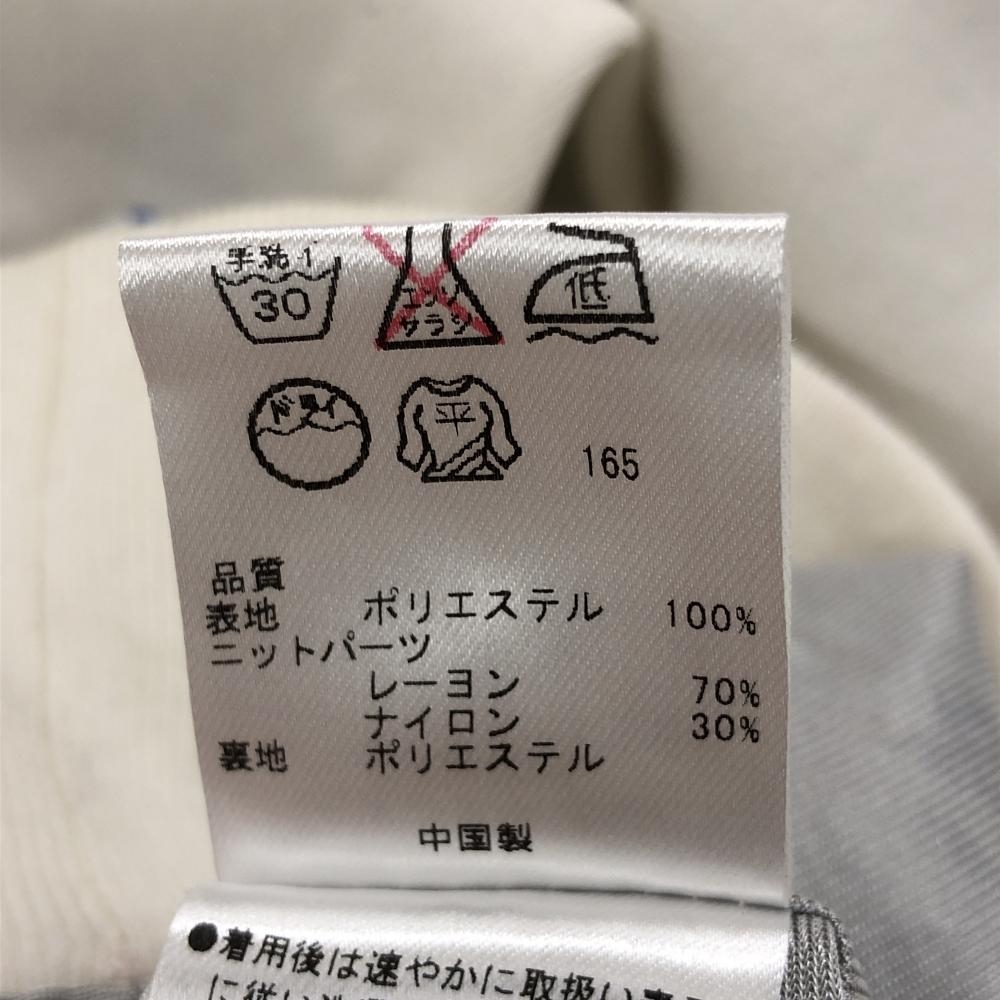 手洗イ
30
エンソ
サラシ
低
ドライ
平
165
品質
表地 ポリエステル 100%
ニットパーツ
レーヨン 70%
ナイロン 30%
裏地 ポリエステル
中国製
●着用後は速やかに取扱い表
に従い